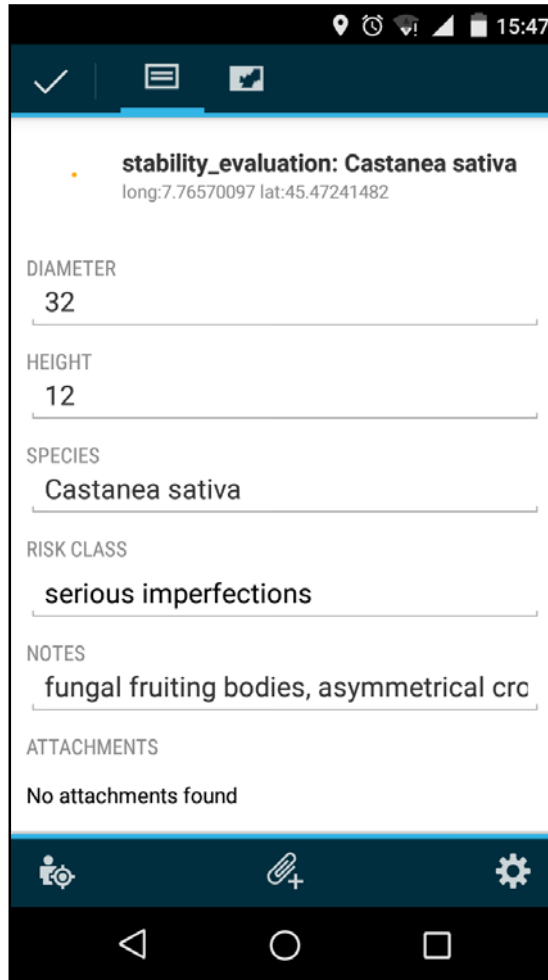 15:47
stability_evaluation: Castanea sativa
long:7.76570097 lat:45.47241482
DIAMETER
32
HEIGHT
12
SPECIES
Castanea sativa
RISK CLASS
serious imperfections
NOTES
fungal fruiting bodies, asymmetrical cro
ATTACHMENTS
No attachments found